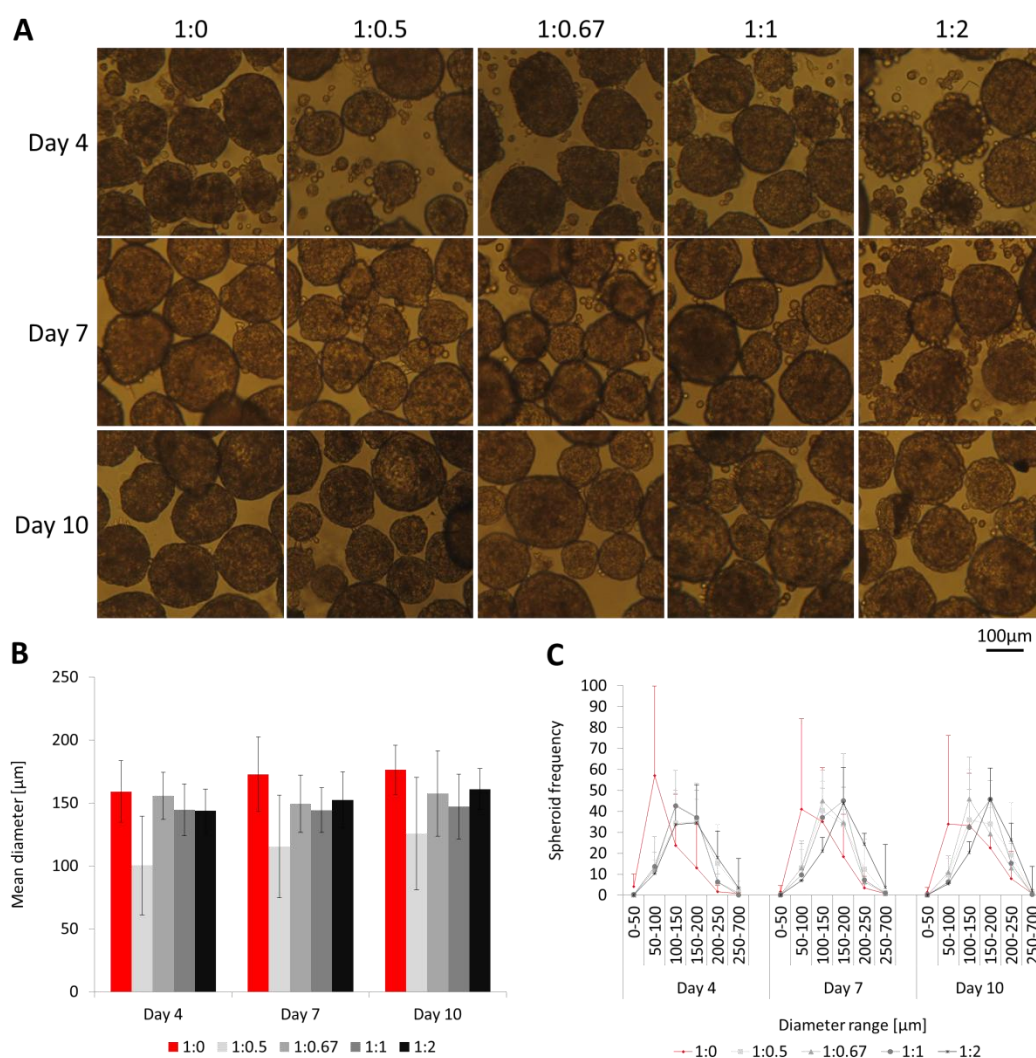 A
1:0 1:0.5 1:0.67 1:1 1:2
Day 4
Day 7
Day 10
100µm
B
250
200
150
100
50
0
Mean diameter [µm]
Day 4 Day 7 Day 10
1:0 1:0.5 1:0.67 1:1 1:2
C
100
90
80
70
60
50
40
30
20
10
0
Spheroid frequency
0-50 50-100 100-150 150-200 200-250 250-700 0-50 50-100 100-150 150-200 200-250 250-700 0-50 50-100 100-150 150-200 200-250 250-700
Day 4 Day 7 Day 10
Diameter range [µm]
1:0 1:0.5 1:0.67 1:1 1:2